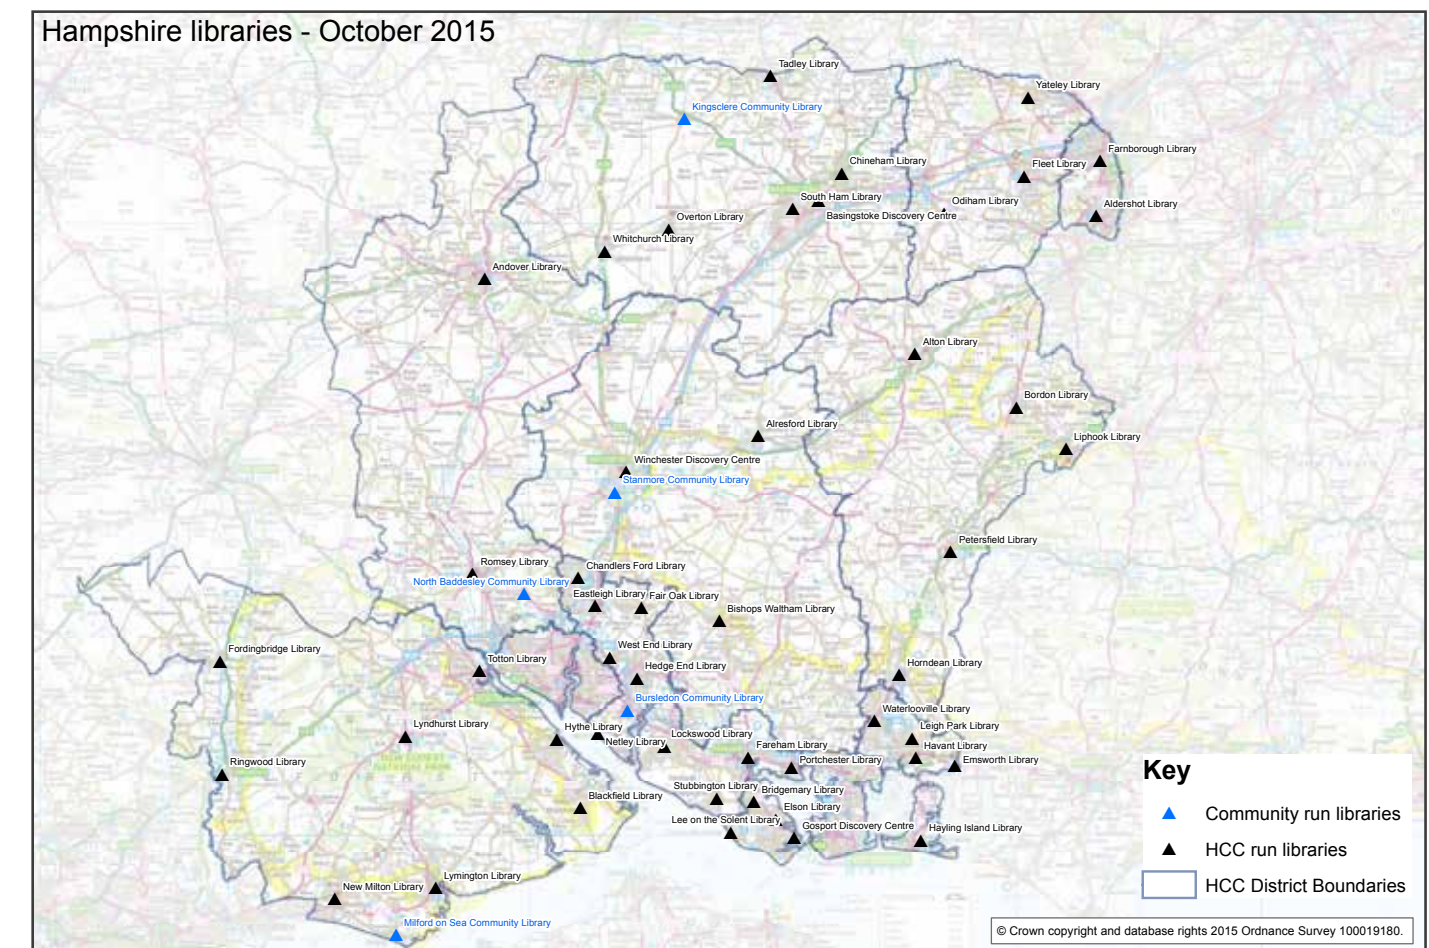 Hampshire libraries - October 2015
Tadley Library
Yateley Library
Kingsclere Community Library
Farnborough Library
Chineham Library
Fleet Library
South Ham Library
Odiham Library
Aldershot Library
Basingstoke Discovery Centre
Overton Library
Whitchurch Library
Andover Library
Alton Library
Bordon Library
Alresford Library
Liphook Library
Winchester Discovery Centre
Stanmore Community Library
Petersfield Library
Romsey Library
Chandlers Ford Library
North Baddesley Community Library
Eastleigh Library
Fair Oak Library
Bishops Waltham Library
Fordingbridge Library
West End Library
Totton Library
Hedge End Library
Horndean Library
Bursledon Community Library
Waterlooville Library
Lyndhurst Library
Hythe Library
Leigh Park Library
Netley Library
Lockswood Library
Fareham Library
Havant Library
Ringwood Library
Portchester Library
Emsworth Library
Stubbington Library
Bridgemary Library
Blackfield Library
Elson Library
Lee on the Solent Library
Gosport Discovery Centre
Hayling Island Library
Lymington Library
New Milton Library
Milford on Sea Community Library
Key
Community run libraries
HCC run libraries
HCC District Boundaries
© Crown copyright and database rights 2015 Ordnance Survey 100019180.